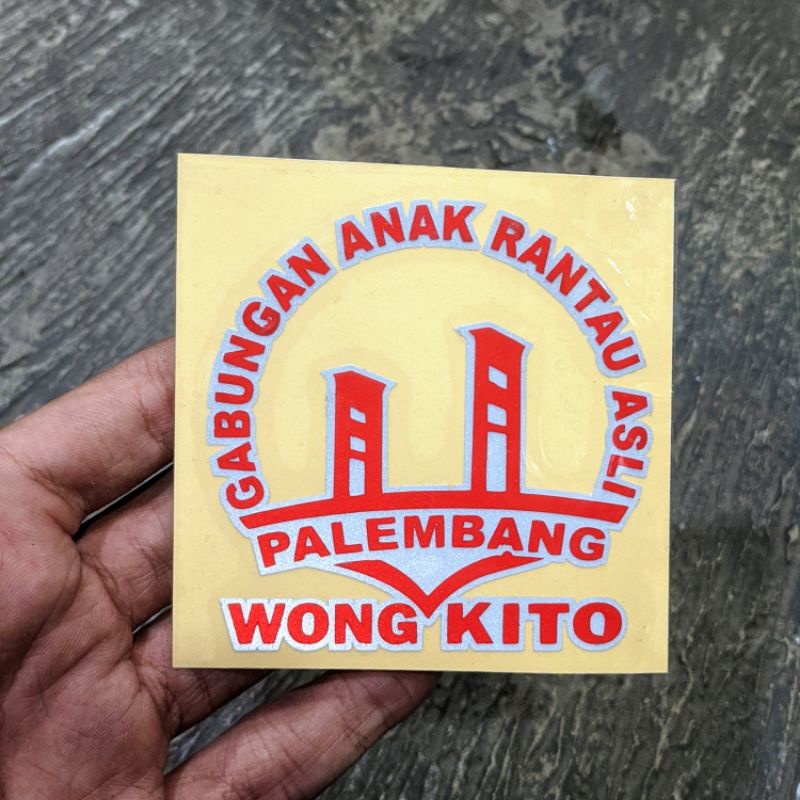 GABUNGAN ANAK RANTAU ASLI
PALEMBANG
WONG KITO